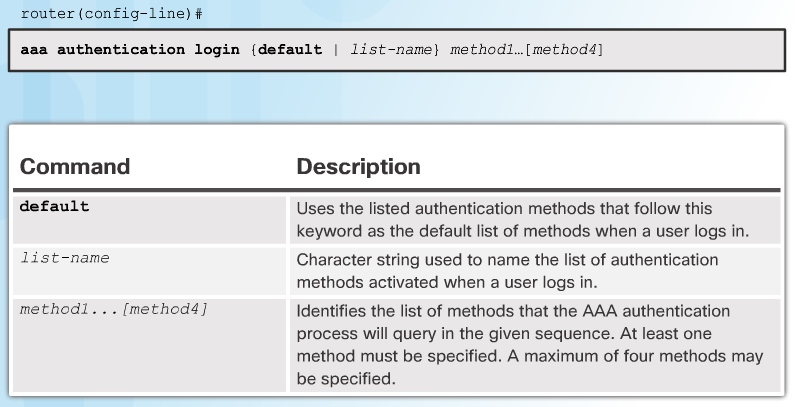 router(config-line)#
aaa authentication login {default | list-name} method1…[method4]
Command Description
default Uses the listed authentication methods that follow this
keyword as the default list of methods when a user logs in.
list-name Character string used to name the list of authentication
methods activated when a user logs in.
method1...[method4] Identifies the list of methods that the AAA authentication
process will query in the given sequence. At least one
method must be specified. A maximum of four methods may
be specified.